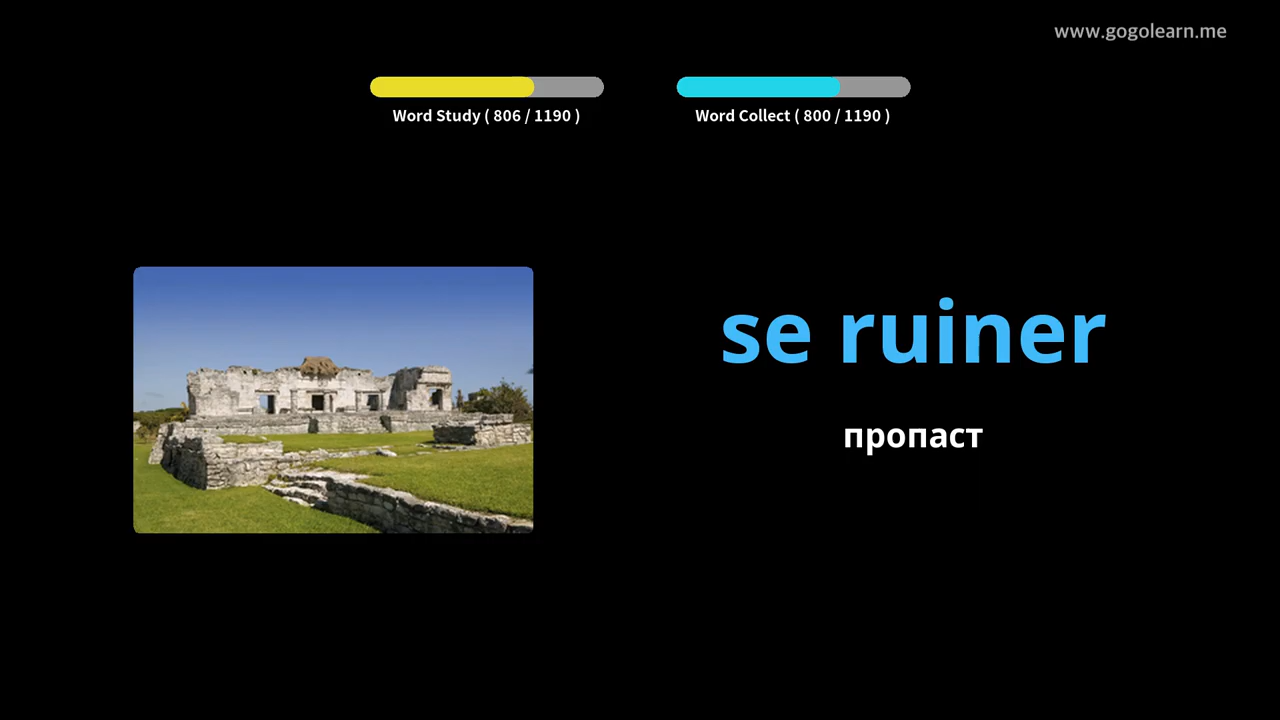 www.gogolearn.me
Word Study ( 806 / 1190 )
Word Collect ( 800 / 1190 )
se ruiner
пропаст